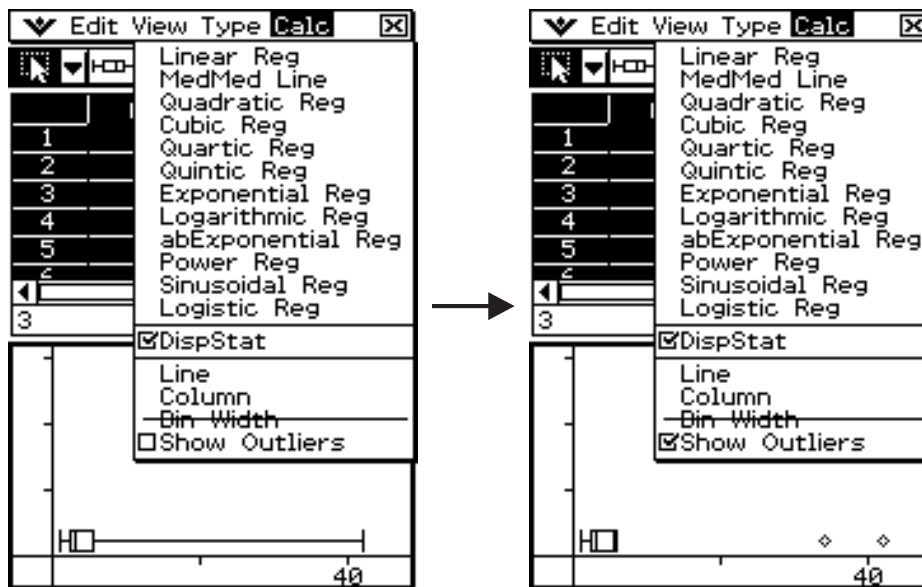 Edit View Type Calc
Linear Reg
MedMed Line
Quadratic Reg
Cubic Reg
Quartic Reg
Quintic Reg
Exponential Reg
Logarithmic Reg
abExponential Reg
Power Reg
Sinusoidal Reg
Logistic Reg
DispStat
Line
Column
Bin Width
Show Outliers
1
2
3
4
5
3
40
Edit View Type Calc
Linear Reg
MedMed Line
Quadratic Reg
Cubic Reg
Quartic Reg
Quintic Reg
Exponential Reg
Logarithmic Reg
abExponential Reg
Power Reg
Sinusoidal Reg
Logistic Reg
DispStat
Line
Column
Bin Width
Show Outliers
1
2
3
4
5
3
40